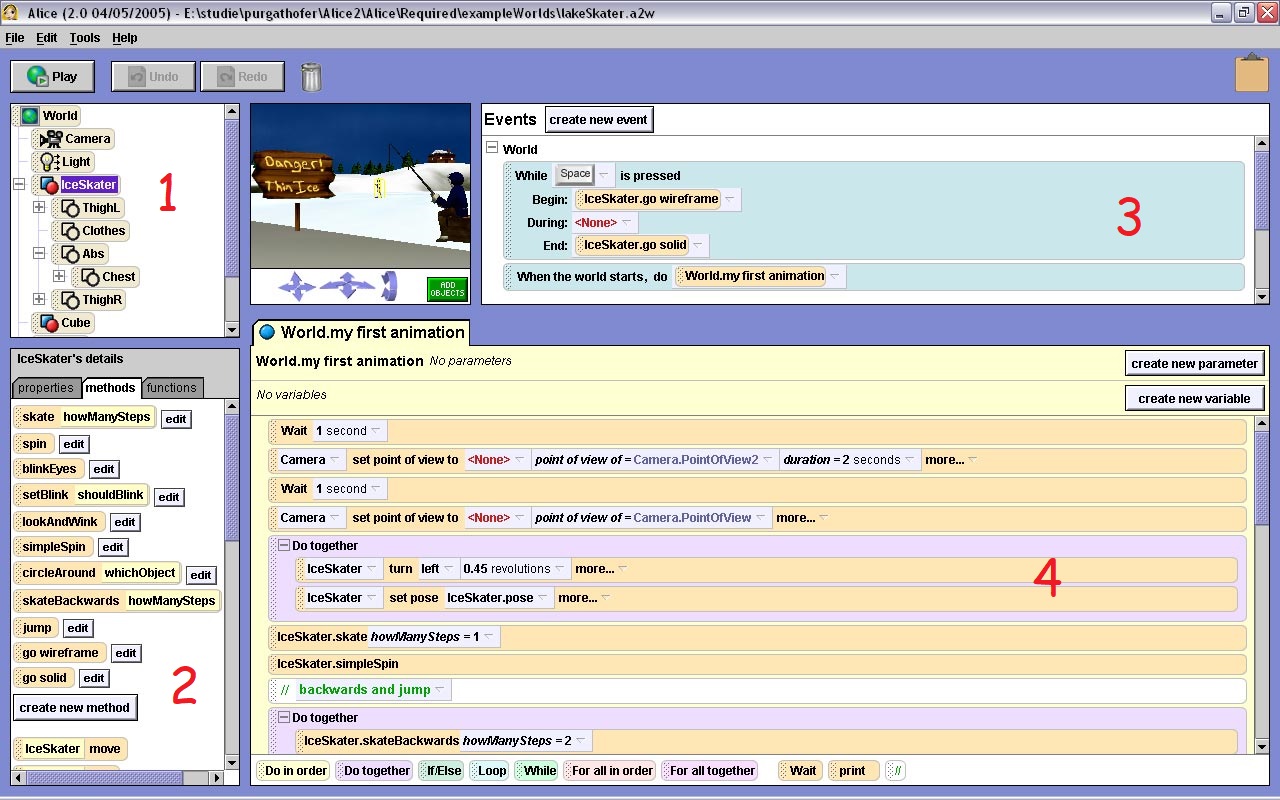 Alice (2.0 04/05/2005) - E:\studie\purgathofer\Alice2\Alice\Required\exampleWorlds\lakeSkater.a2w
File Edit Tools Help
Play Undo Redo
World
Camera
Light
IceSkater
ThighL
Clothes
Abs
Chest
ThighR
Cube
1
Danger!
Thin Ice
ADD
OBJECTS
Events create new event
World
While Space is pressed
Begin: IceSkater.go wireframe
During: <None>
End: IceSkater.go solid
When the world starts, do World.my first animation
3
IceSkater's details
properties methods functions
skate howManySteps edit
spin edit
blinkEyes edit
setBlink shouldBlink edit
lookAndWink edit
simpleSpin edit
circleAround whichObject edit
skateBackwards howManySteps
jump edit
go wireframe edit
go solid edit
create new method
IceSkater move
2
World.my first animation
World.my first animation No parameters create new parameter
No variables create new variable
Wait 1 second
Camera set point of view to <None> point of view of = Camera.PointOfView2 duration = 2 seconds more...
Wait 1 second
Camera set point of view to <None> point of view of = Camera.PointOfView more...
Do together
IceSkater turn left 0.45 revolutions more...
IceSkater set pose IceSkater.pose more...
4
IceSkater.skate howManySteps = 1
IceSkater.simpleSpin
// backwards and jump
Do together
IceSkater.skateBackwards howManySteps = 2
Do in order Do together If/Else Loop While For all in order For all together Wait print //